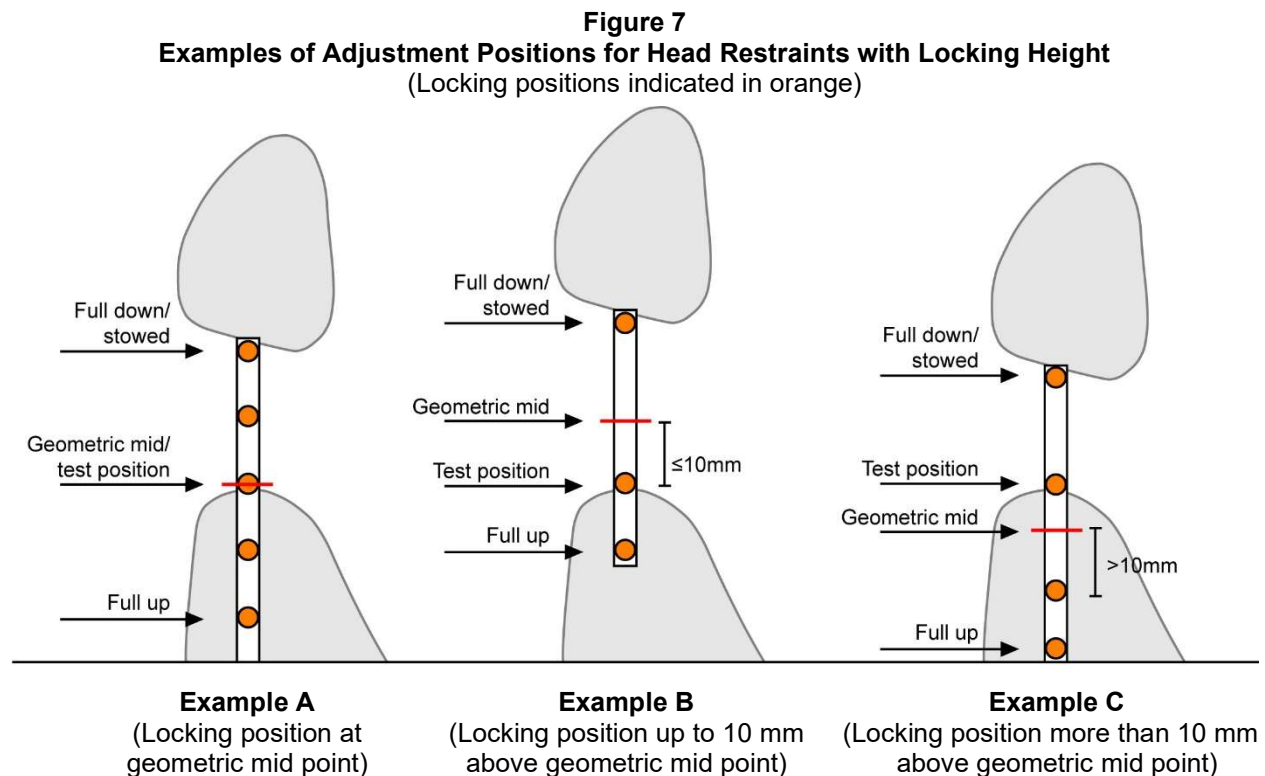 Figure 7
Examples of Adjustment Positions for Head Restraints with Locking Height
(Locking positions indicated in orange)
Full down/
stowed
Geometric mid/
test position
Full up
Full down/
stowed
Geometric mid
Test position
Full up
≤10mm
Full down/
stowed
Test position
Geometric mid
Full up
>10mm
Example A
(Locking position at
geometric mid point)
Example B
(Locking position up to 10 mm
above geometric mid point)
Example C
(Locking position more than 10 mm
above geometric mid point)